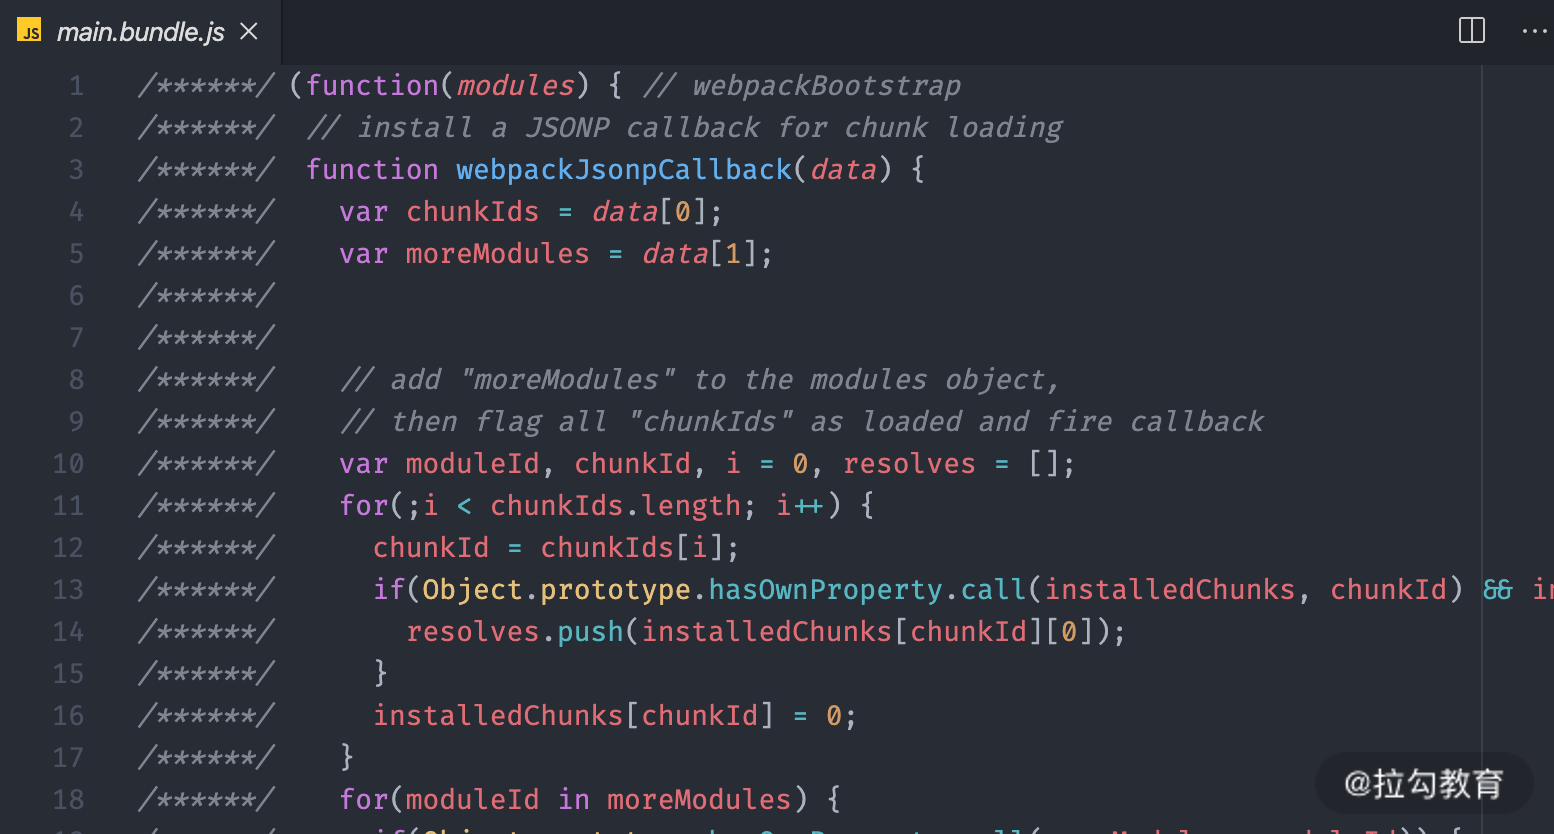 JS main.bundle.js
1 /******/ (function(modules) { // webpackBootstrap
2 /******/ // install a JSONP callback for chunk loading
3 /******/ function webpackJsonpCallback(data) {
4 /******/ var chunkIds = data[0];
5 /******/ var moreModules = data[1];
6 /******/
7 /******/
8 /******/ // add "moreModules" to the modules object,
9 /******/ // then flag all "chunkIds" as loaded and fire callback
10 /******/ var moduleId, chunkId, i = 0, resolves = [];
11 /******/ for(;i < chunkIds.length; i++) {
12 /******/ chunkId = chunkIds[i];
13 /******/ if(Object.prototype.hasOwnProperty.call(installedChunks, chunkId) && in
14 /******/ resolves.push(installedChunks[chunkId][0]);
15 /******/ }
16 /******/ installedChunks[chunkId] = 0;
17 /******/ }
18 /******/ for(moduleId in moreModules) {
@拉勾教育